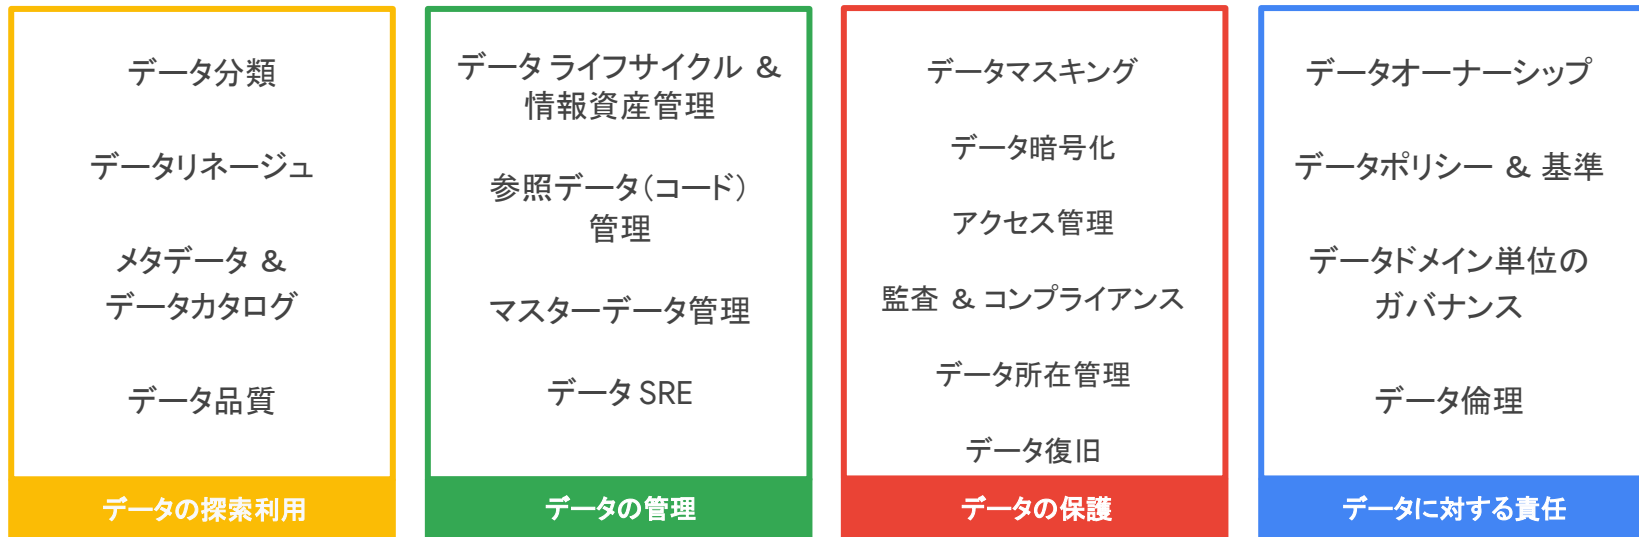 データ分類
データリネージュ
メタデータ &
データカタログ
データ品質
データの探索利用
データ ライフサイクル &
情報資産管理
参照データ（コード）
管理
マスターデータ管理
データ SRE
データの管理
データマスキング
データ暗号化
アクセス管理
監査 & コンプライアンス
データ所在管理
データ復旧
データの保護
データオーナーシップ
データポリシー & 基準
データドメイン単位の
ガバナンス
データ倫理
データに対する責任